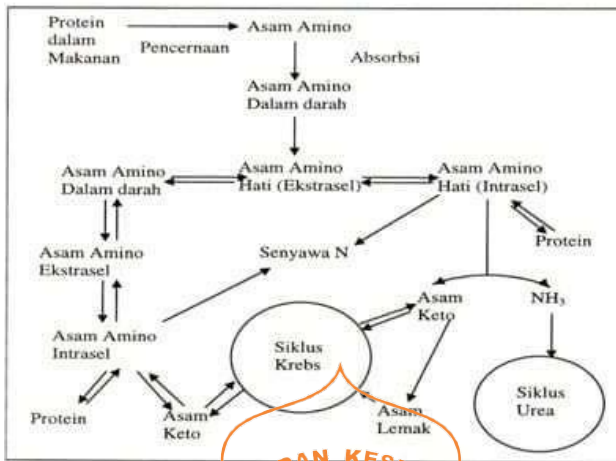 Protein
dalam
Makanan
Pencernaan
Asam Amino
Absorbsi
Asam Amino
Dalam darah
Asam Amino
Dalam darah
Asam Amino
Hati (Ekstrasel)
Asam Amino
Hati (Intrasel)
Protein
Asam Amino
Ekstrasel
Senyawa N
Asam
Keto
NH₃
Asam Amino
Intrasel
Siklus
Krebs
Siklus
Urea
Protein
Asam
Keto
Asam
Lemak